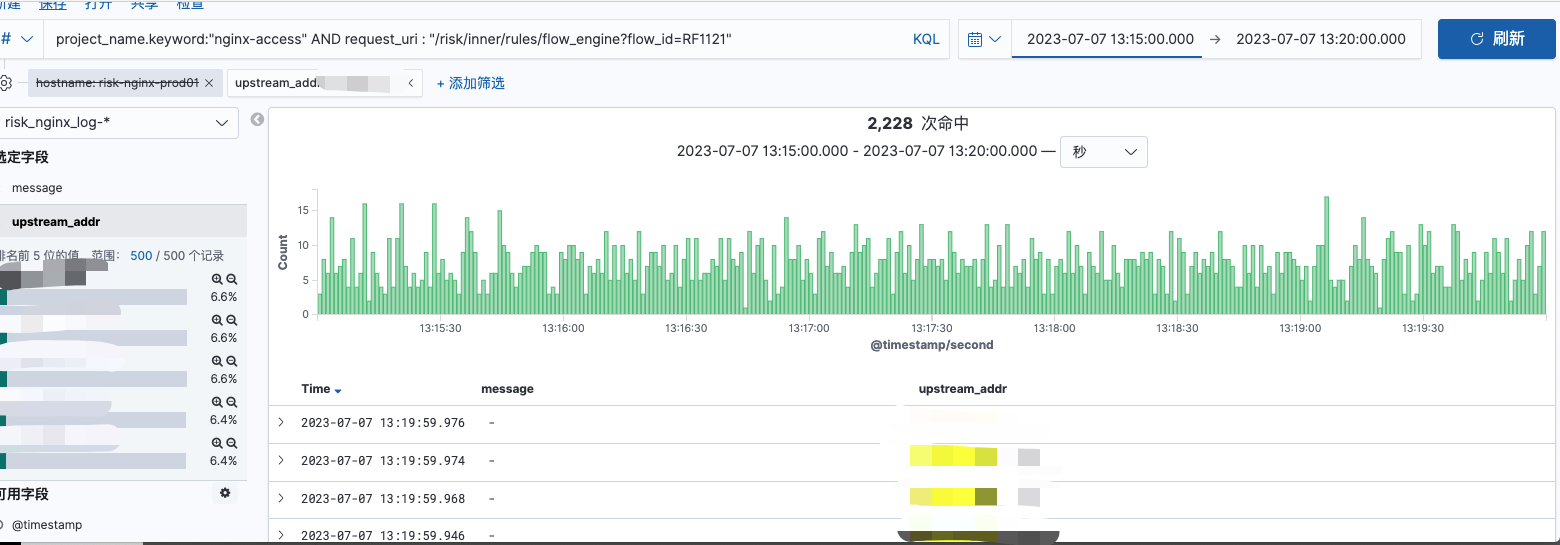 新建 保存 打开 共享 检查
# project_name.keyword:"nginx-access" AND request_uri : "/risk/inner/rules/flow_engine?flow_id=RF1121" KQL 2023-07-07 13:15:00.000 → 2023-07-07 13:20:00.000 刷新
hostname: risk-nginx-prod01 × upstream_add. + 添加筛选
risk_nginx_log-*
2,228 次命中
2023-07-07 13:15:00.000 - 2023-07-07 13:20:00.000 — 秒
选定字段
message
upstream_addr
排名前 5 位的值 范围： 500 / 500 个记录
6.6%
6.6%
6.6%
6.4%
6.4%
可用字段
@timestamp
Count
15
10
5
0
13:15:30 13:16:00 13:16:30 13:17:00 13:17:30 13:18:00 13:18:30 13:19:00 13:19:30
@timestamp/second
Time message upstream_addr
2023-07-07 13:19:59.976 -
2023-07-07 13:19:59.974 -
2023-07-07 13:19:59.968 -
2023-07-07 13:19:59.946 -